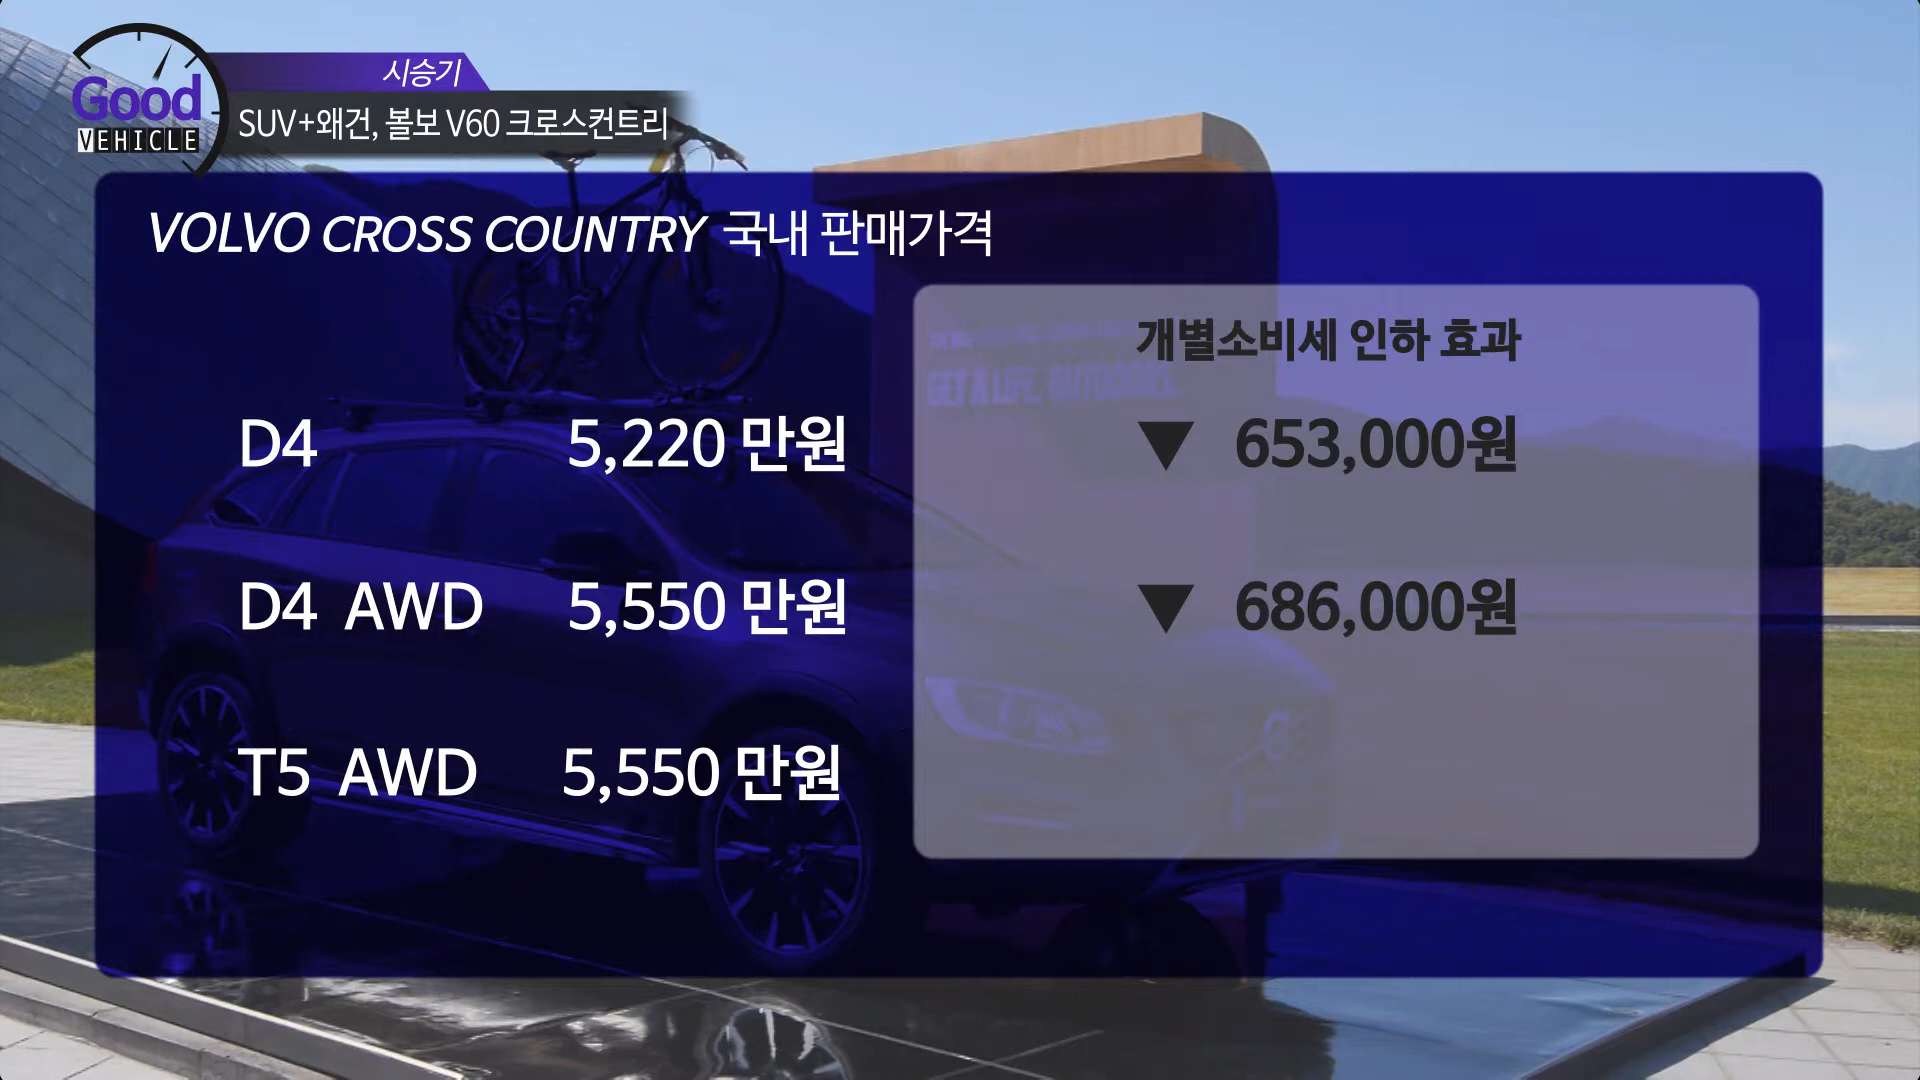 Good
VEHICLE
시승기
SUV+왜건, 볼보 V60 크로스컨트리
VOLVO CROSS COUNTRY 국내 판매가격
개별소비세 인하 효과
GET A LIFE. OUTDOORS.
D4 5,220 만원 ▼ 653,000원
D4 AWD 5,550 만원 ▼ 686,000원
T5 AWD 5,550 만원